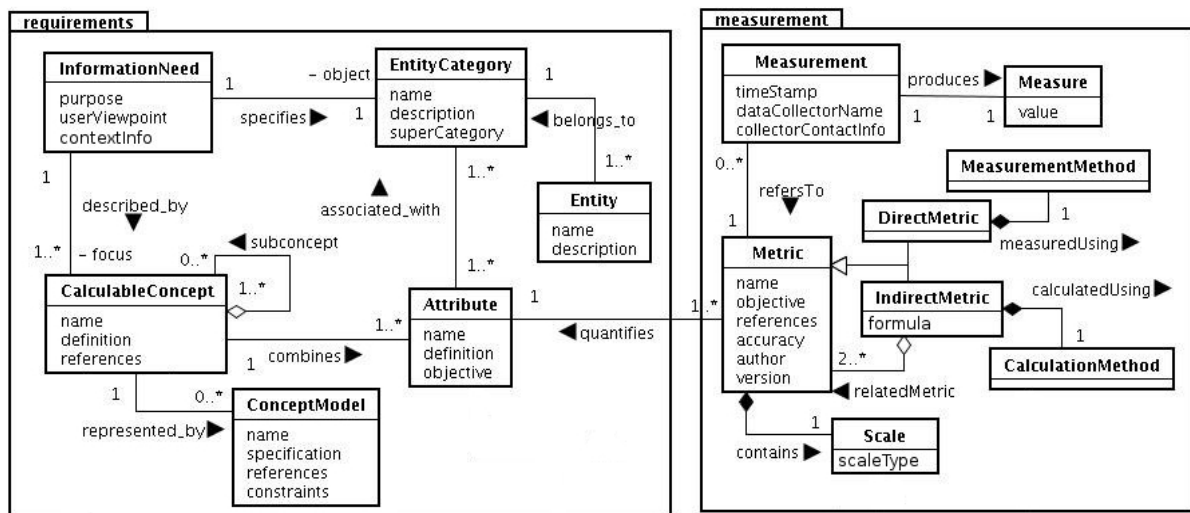 requirements
InformationNeed
purpose
userViewpoint
contextInfo
1
specifies
– object
1
EntityCategory
name
description
superCategory
1
belongs_to
1..*
Entity
name
description
1
described_by
1..*
– focus
1..*
associated_with
1..*
subconcept
0..*
1..*
CalculableConcept
name
definition
references
1
combines
1..*
Attribute
name
definition
objective
1
quantifies
1..*
1
represented_by
0..*
ConceptModel
name
specification
references
constraints
measurement
Measurement
timeStamp
dataCollectorName
collectorContactInfo
produces
1
1
Measure
value
0..*
refersTo
1
MeasurementMethod
1
DirectMetric
measuredUsing
Metric
name
objective
references
accuracy
author
version
IndirectMetric
formula
calculatedUsing
1
CalculationMethod
2..*
relatedMetric
contains
1
Scale
scaleType